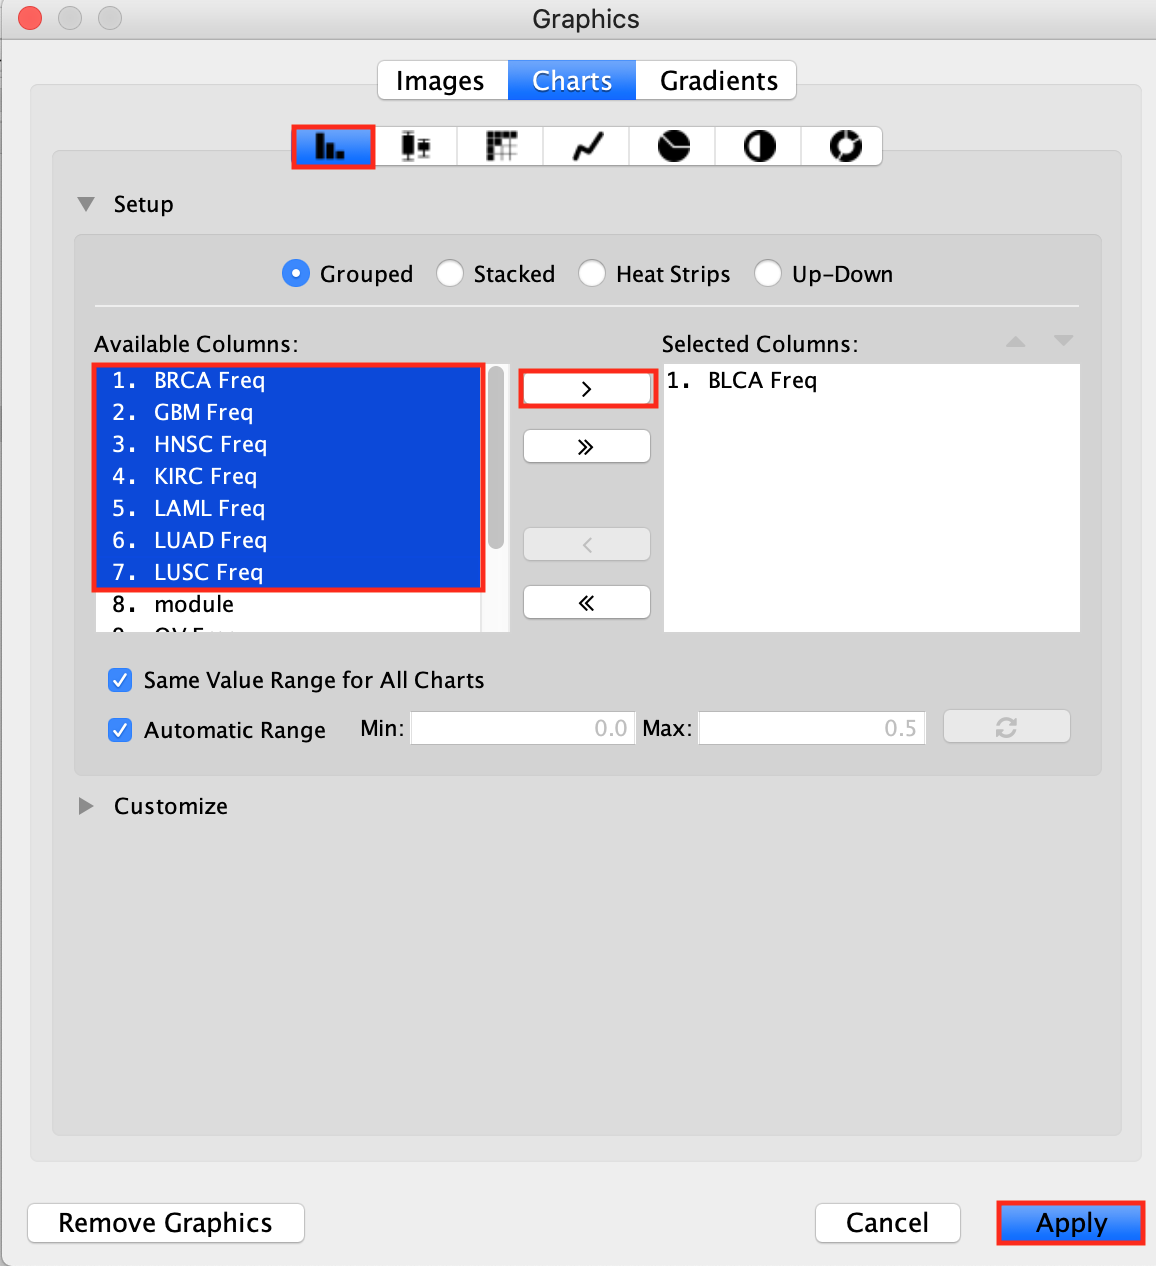 Graphics
Images Charts Gradients
Setup
Grouped Stacked Heat Strips Up-Down
Available Columns: Selected Columns:
1. BRCA Freq
2. GBM Freq
3. HNSC Freq
4. KIRC Freq
5. LAML Freq
6. LUAD Freq
7. LUSC Freq
8. module
>
»
<
«
1. BLCA Freq
Same Value Range for All Charts
Automatic Range Min: 0.0 Max: 0.5
Customize
Remove Graphics Cancel Apply